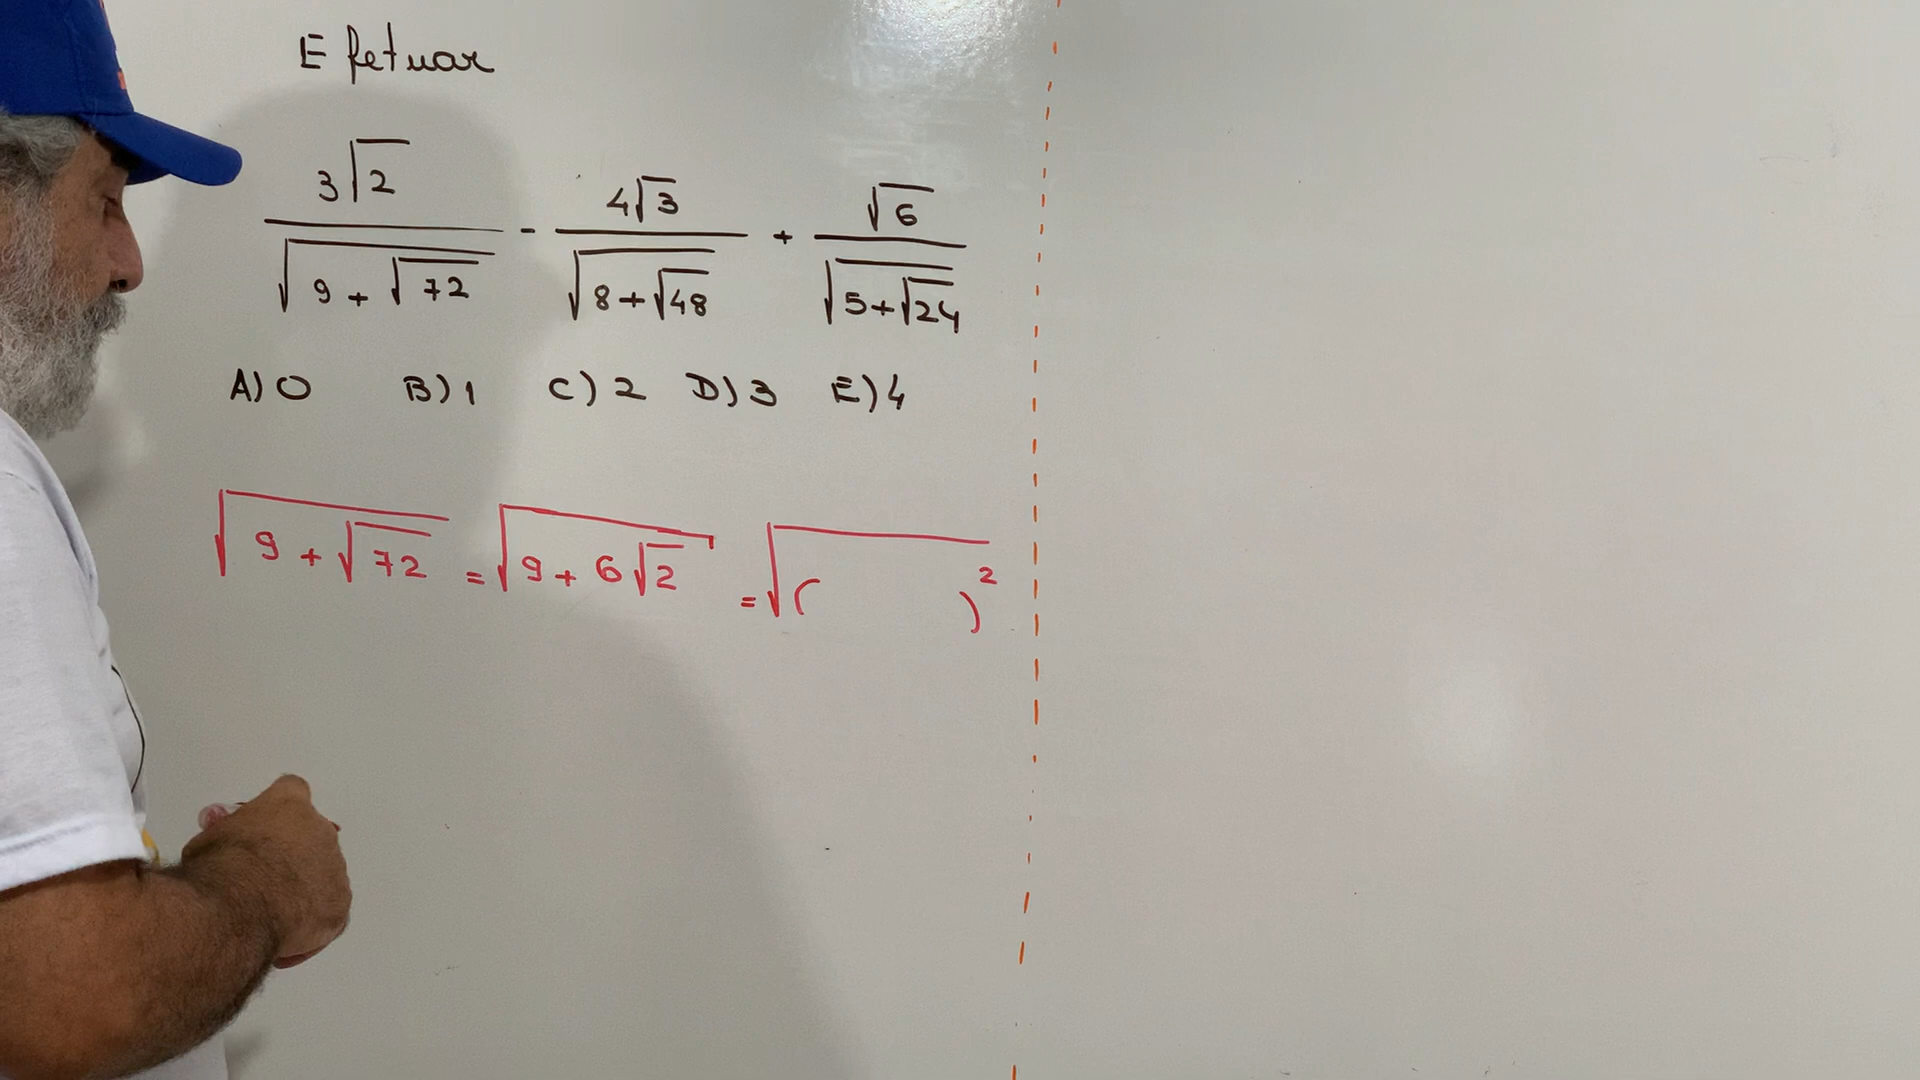 Efetuar
3√2/√(9+√72) - 4√3/√(8+√48) + √6/√(5+√24)
A) 0 B) 1 C) 2 D) 3 E) 4
√(9+√72) = √(9+6√2) = √( )²